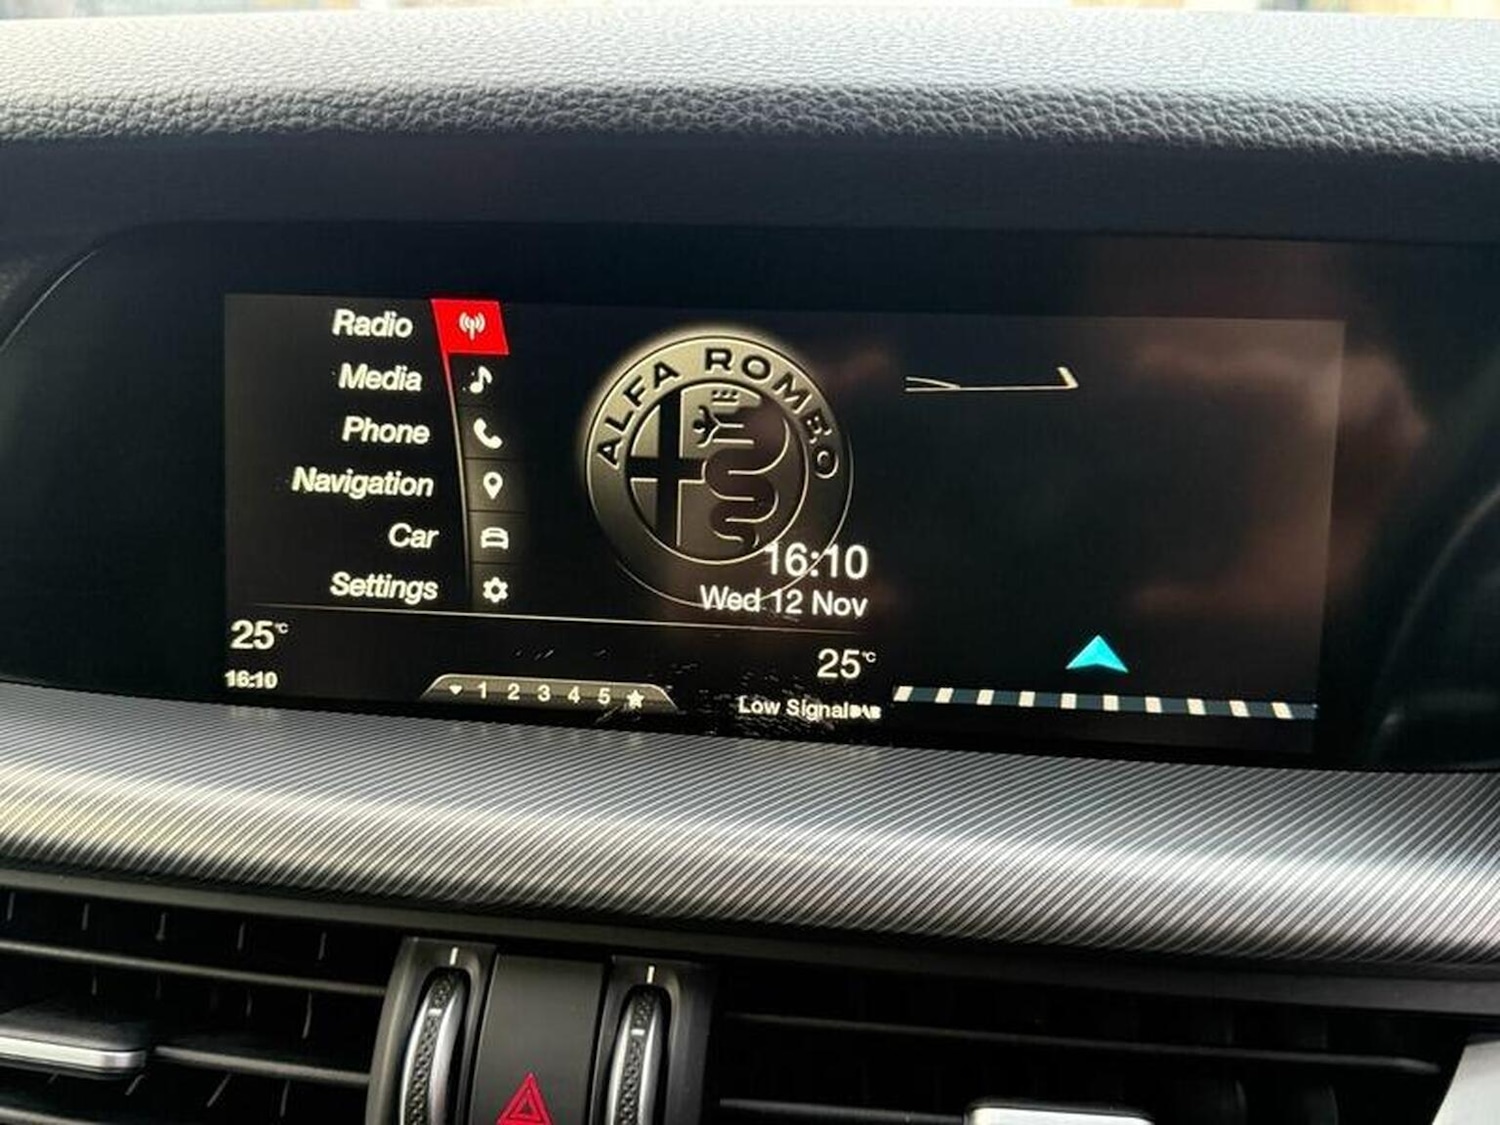 Radio
Media
Phone
Navigation
Car
Settings
ALFA ROMEO
16:10
Wed 12 Nov
25°C
16:10
1 2 3 4 5
25°C
Low Signal DAB